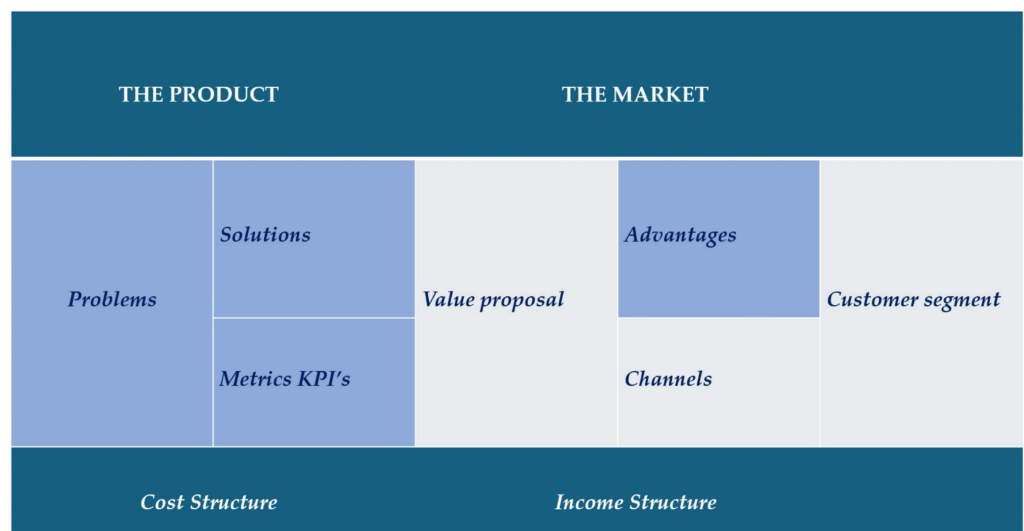 THE PRODUCT
THE MARKET
Problems
Solutions
Metrics KPI's
Value proposal
Advantages
Channels
Customer segment
Cost Structure
Income Structure